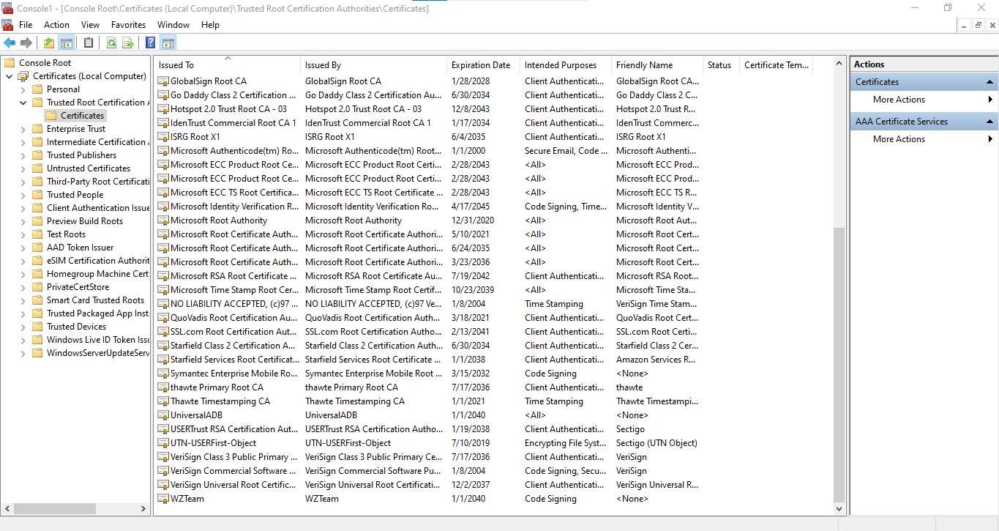 Console1 - [Console Root\Certificates (Local Computer)\Trusted Root Certification Authorities\Certificates]
File Action View Favorites Window Help
Console Root
Certificates (Local Computer)
Personal
Trusted Root Certification A
Certificates
Enterprise Trust
Intermediate Certification A
Trusted Publishers
Untrusted Certificates
Third-Party Root Certificati
Trusted People
Client Authentication Issue
Preview Build Roots
Test Roots
AAD Token Issuer
eSIM Certification Authorit
Homegroup Machine Cert
PrivateCertStore
Smart Card Trusted Roots
Trusted Packaged App Inst
Trusted Devices
Windows Live ID Token Issu
WindowsServerUpdateServ
Issued To Issued By Expiration Date Intended Purposes Friendly Name Status Certificate Tem...
GlobalSign Root CA GlobalSign Root CA 1/28/2028 Client Authenticati... GlobalSign Root CA...
Go Daddy Class 2 Certification ... Go Daddy Class 2 Certification Au... 6/30/2034 Client Authenticati... Go Daddy Class 2 C...
Hotspot 2.0 Trust Root CA - 03 Hotspot 2.0 Trust Root CA - 03 12/8/2043 Client Authenticati... Hotspot 2.0 Trust R...
IdenTrust Commercial Root CA 1 IdenTrust Commercial Root CA 1 1/17/2034 Client Authenticati... IdenTrust Commerc...
ISRG Root X1 ISRG Root X1 6/4/2035 Client Authenticati... ISRG Root X1
Microsoft Authenticode(tm) Ro... Microsoft Authenticode(tm) Root... 1/1/2000 Secure Email, Code ... Microsoft Authenti...
Microsoft ECC Product Root Ce... Microsoft ECC Product Root Certi... 2/28/2043 <All> Microsoft ECC Prod...
Microsoft ECC Product Root Ce... Microsoft ECC Product Root Certi... 2/28/2043 <All> Microsoft ECC Prod...
Microsoft ECC TS Root Certifica... Microsoft ECC TS Root Certificate ... 2/28/2043 <All> Microsoft ECC TS R...
Microsoft Identity Verification R... Microsoft Identity Verification Ro... 4/17/2045 Code Signing, Time... Microsoft Identity V...
Microsoft Root Authority Microsoft Root Authority 12/31/2020 <All> Microsoft Root Aut...
Microsoft Root Certificate Auth... Microsoft Root Certificate Authori... 5/10/2021 <All> Microsoft Root Cert...
Microsoft Root Certificate Auth... Microsoft Root Certificate Authori... 6/24/2035 <All> Microsoft Root Cert...
Microsoft Root Certificate Auth... Microsoft Root Certificate Authori... 3/23/2036 <All> Microsoft Root Cert...
Microsoft RSA Root Certificate ... Microsoft RSA Root Certificate Au... 7/19/2042 Client Authenticati... Microsoft RSA Root...
Microsoft Time Stamp Root Cer... Microsoft Time Stamp Root Certif... 10/23/2039 <All> Microsoft Time Sta...
NO LIABILITY ACCEPTED, (c)97 ... NO LIABILITY ACCEPTED, (c)97 Ve... 1/8/2004 Time Stamping VeriSign Time Stam...
QuoVadis Root Certification Au... QuoVadis Root Certification Auth... 3/18/2021 Client Authenticati... QuoVadis Root Cert...
SSL.com Root Certification Aut... SSL.com Root Certification Autho... 2/13/2041 Client Authenticati... SSL.com Root Certi...
Starfield Class 2 Certification A... Starfield Class 2 Certification Aut... 6/30/2034 Client Authenticati... Starfield Class 2 Cer...
Starfield Services Root Certificat... Starfield Services Root Certificate ... 1/1/2038 Client Authenticati... Amazon Services R...
Symantec Enterprise Mobile Ro... Symantec Enterprise Mobile Root ... 3/15/2032 Code Signing <None>
thawte Primary Root CA thawte Primary Root CA 7/17/2036 Client Authenticati... thawte
Thawte Timestamping CA Thawte Timestamping CA 1/1/2021 Time Stamping Thawte Timestampi...
UniversalADB UniversalADB 1/1/2040 <All> <None>
USERTrust RSA Certification Aut... USERTrust RSA Certification Autho... 1/19/2038 Client Authenticati... Sectigo
UTN-USERFirst-Object UTN-USERFirst-Object 7/10/2019 Encrypting File Syst... Sectigo (UTN Object)
VeriSign Class 3 Public Primary ... VeriSign Class 3 Public Primary Ce... 7/17/2036 Client Authenticati... VeriSign
VeriSign Commercial Software ... VeriSign Commercial Software Pu... 1/8/2004 Code Signing, Secu... VeriSign
VeriSign Universal Root Certific... VeriSign Universal Root Certificati... 12/2/2037 Client Authenticati... VeriSign Universal R...
WZTeam WZTeam 1/1/2040 Code Signing <None>
Actions
Certificates
More Actions
AAA Certificate Services
More Actions